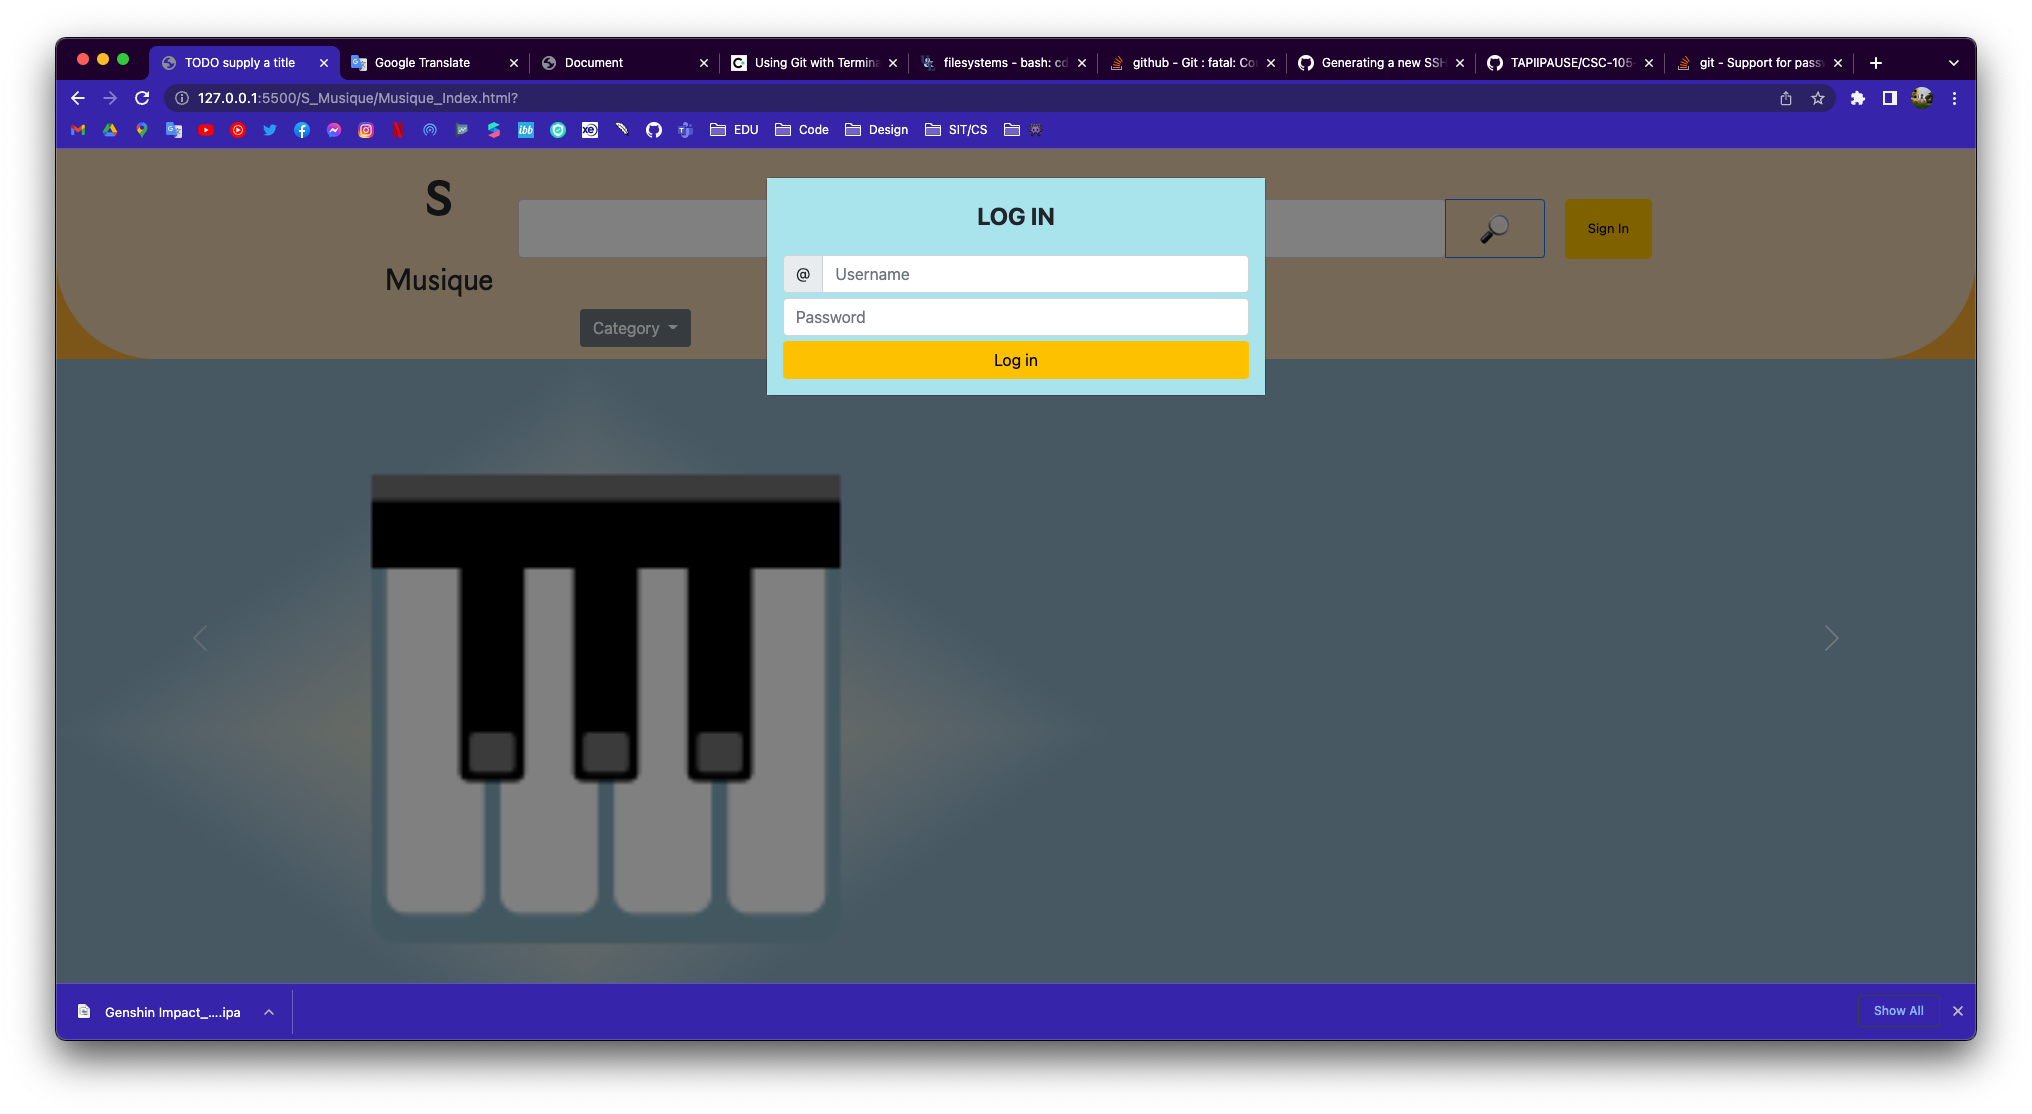 TODO supply a title
Google Translate
Document
Using Git with Termina
filesystems - bash: cd
github - Git : fatal: Co
Generating a new SSH
TAPIIPAUSE/CSC-105-
git - Support for passw
127.0.0.1:5500/S_Musique/Musique_Index.html?
EDU
Code
Design
SIT/CS
S
Musique
Sign In
Category
LOG IN
@ Username
Password
Log in
Genshin Impact_....ipa
Show All